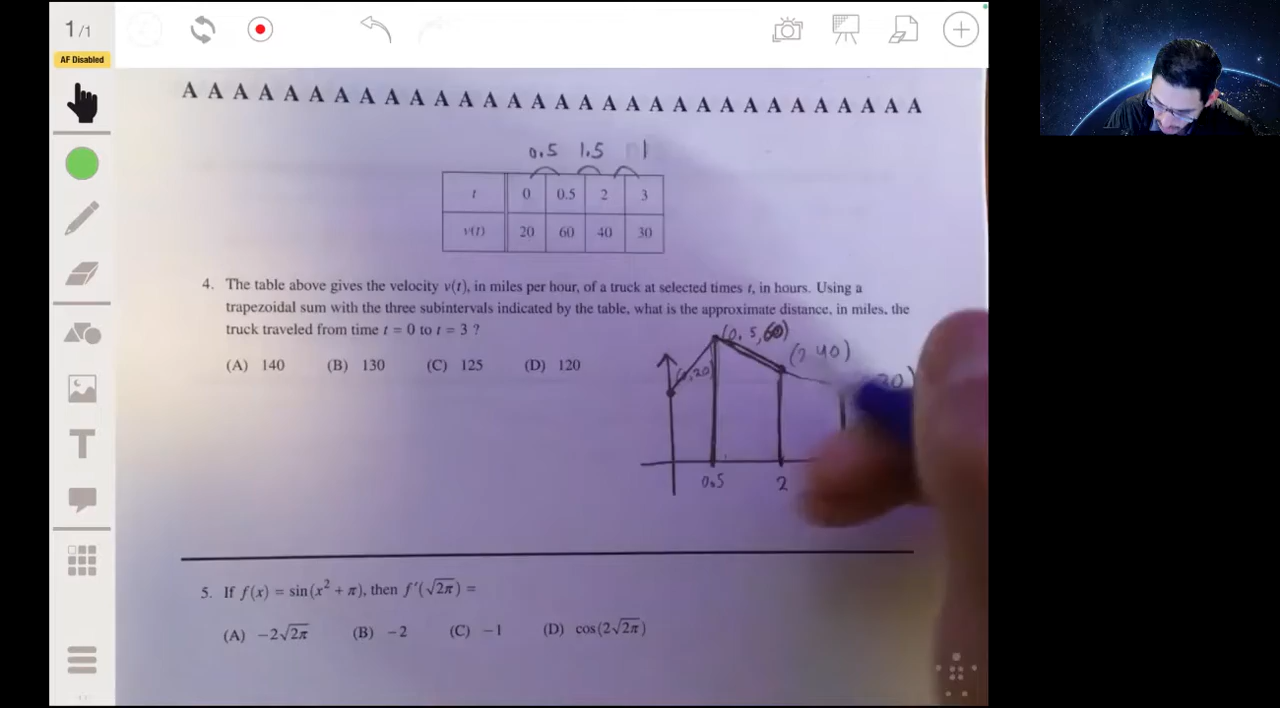 1/1
AF Disabled
A A A A A A A A A A A A A A A A A A A A A A A A A A A A A A
0.5 1.5 1
t 0 0.5 2 3
v(t) 20 60 40 30
4. The table above gives the velocity v(t), in miles per hour, of a truck at selected times t, in hours. Using a
trapezoidal sum with the three subintervals indicated by the table, what is the approximate distance, in miles, the
truck traveled from time t = 0 to t = 3 ?
(A) 140 (B) 130 (C) 125 (D) 120
(0.5,60)
(2 40)
(0,20)
30)
0.5 2
5. If f(x) = sin(x² + π), then f′(√2π) =
(A) −2√2π (B) −2 (C) −1 (D) cos(2√2π)
T